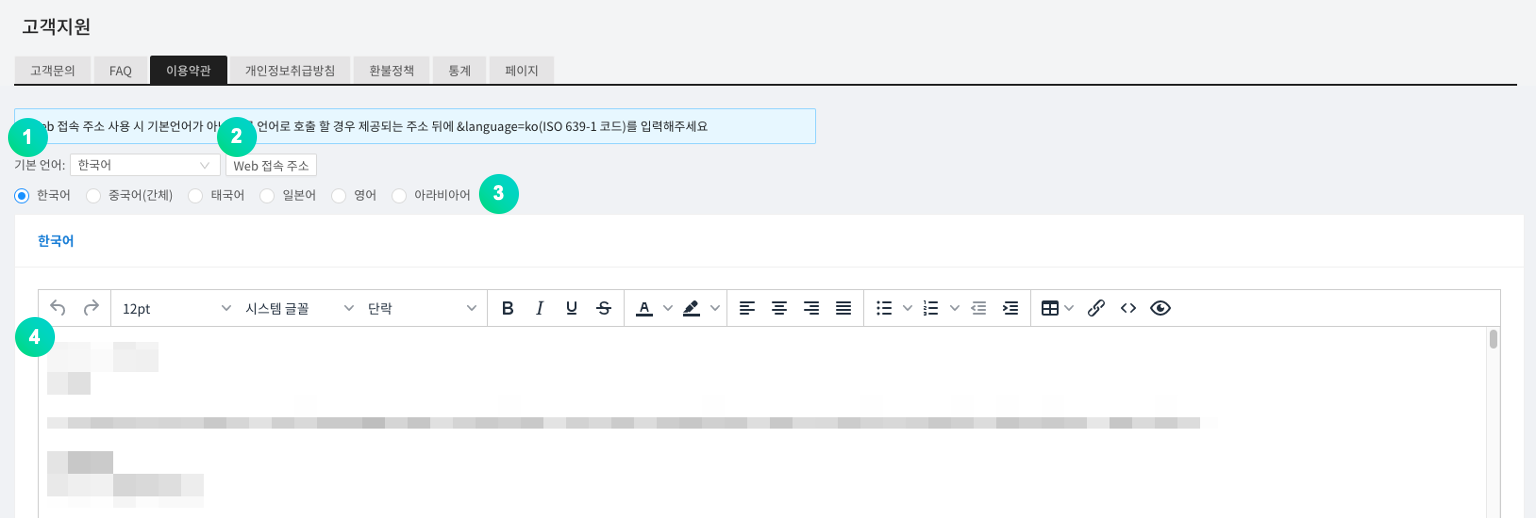 고객지원
고객문의 FAQ 이용약관 개인정보취급방침 환불정책 통계 페이지
접속 주소 사용 시 기본언어가 언어로 호출 할 경우 제공되는 주소 뒤에 &language=ko(ISO 639-1 코드)를 입력해주세요
1 2
기본 언어: 한국어 Web 접속 주소
한국어 중국어(간체) 태국어 일본어 영어 아라비아어 3
한국어
12pt 시스템 글꼴 단락 B I U S A
4